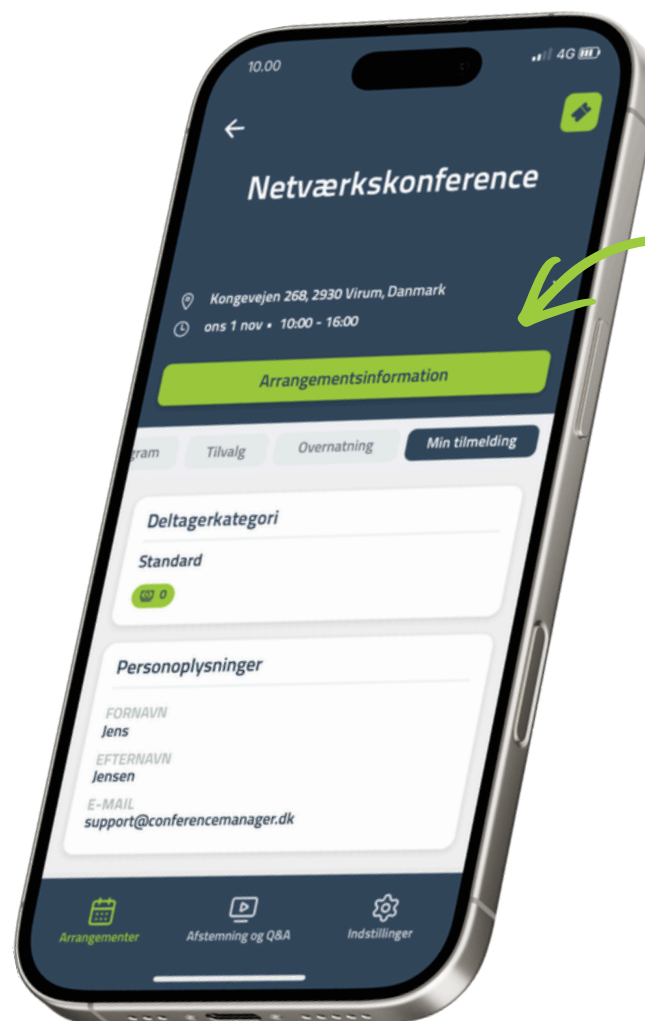 10.00
4G
Netværkskonference
Kongevejen 268, 2930 Virum, Danmark
ons 1 nov • 10:00 - 16:00
Arrangementsinformation
gram Tilvalg Overnatning Min tilmelding
Deltagerkategori
Standard
0
Personoplysninger
FORNAVN
Jens
EFTERNAVN
Jensen
E-MAIL
support@conferencemanager.dk
Arrangementer Afstemning og Q&A Indstillinger